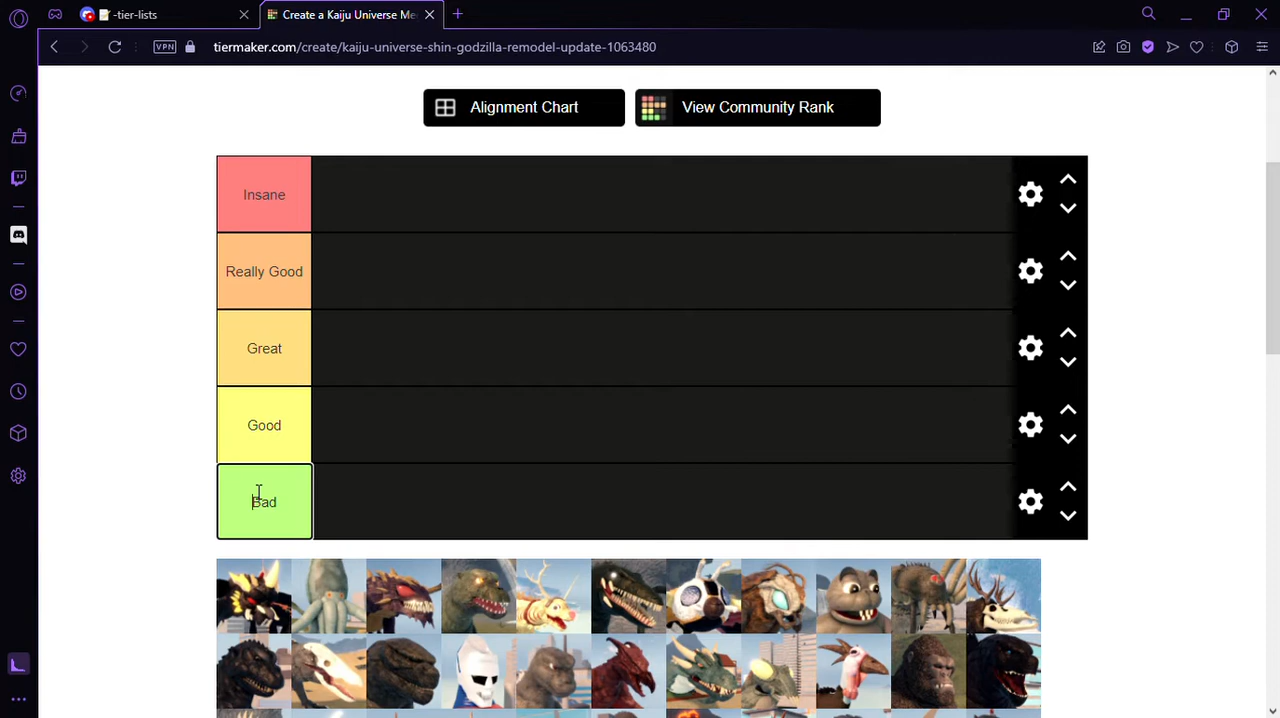 -tier-lists
Create a Kaiju Universe Me
VPN
tiermaker.com/create/kaiju-universe-shin-godzilla-remodel-update-1063480
Alignment Chart
View Community Rank
Insane
Really Good
Great
Good
Bad